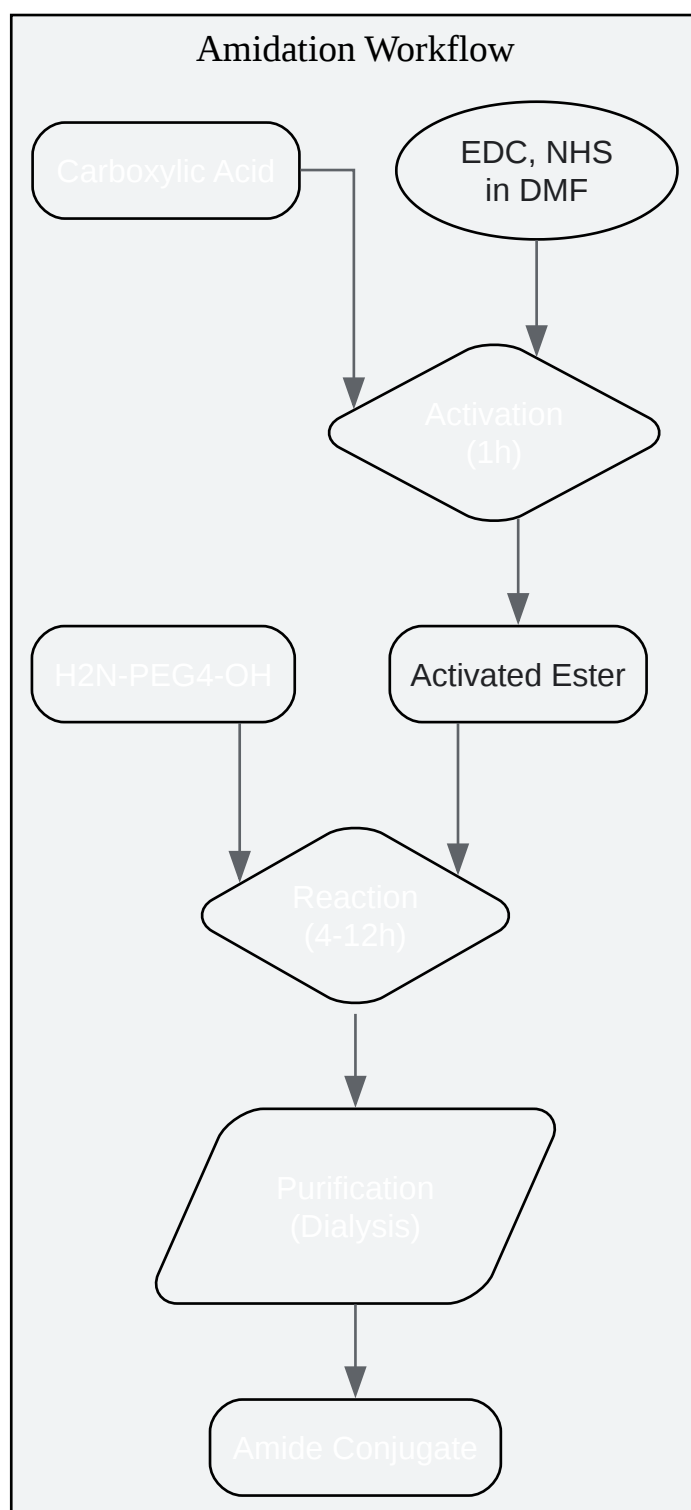 Amidation Workflow
Carboxylic Acid
EDC, NHS
in DMF
Activation
(1h)
H2N-PEG4-OH
Activated Ester
Reaction
(4-12h)
Purification
(Dialysis)
Amide Conjugate